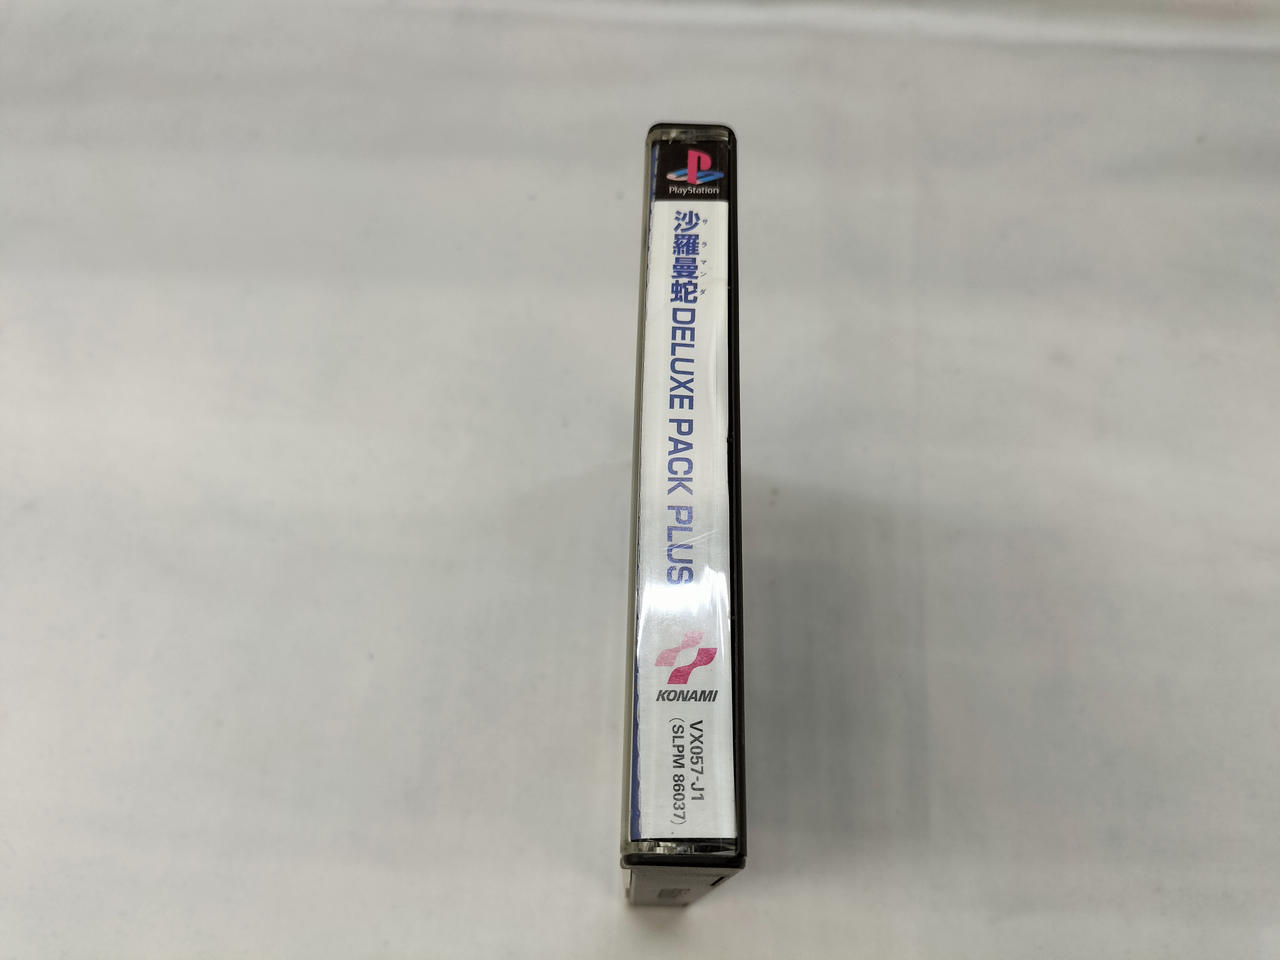 PlayStation
沙羅曼蛇 DELUXE PACK PLUS
サラマンダ
KONAMI
VX057-J1
(SLPM 86037)